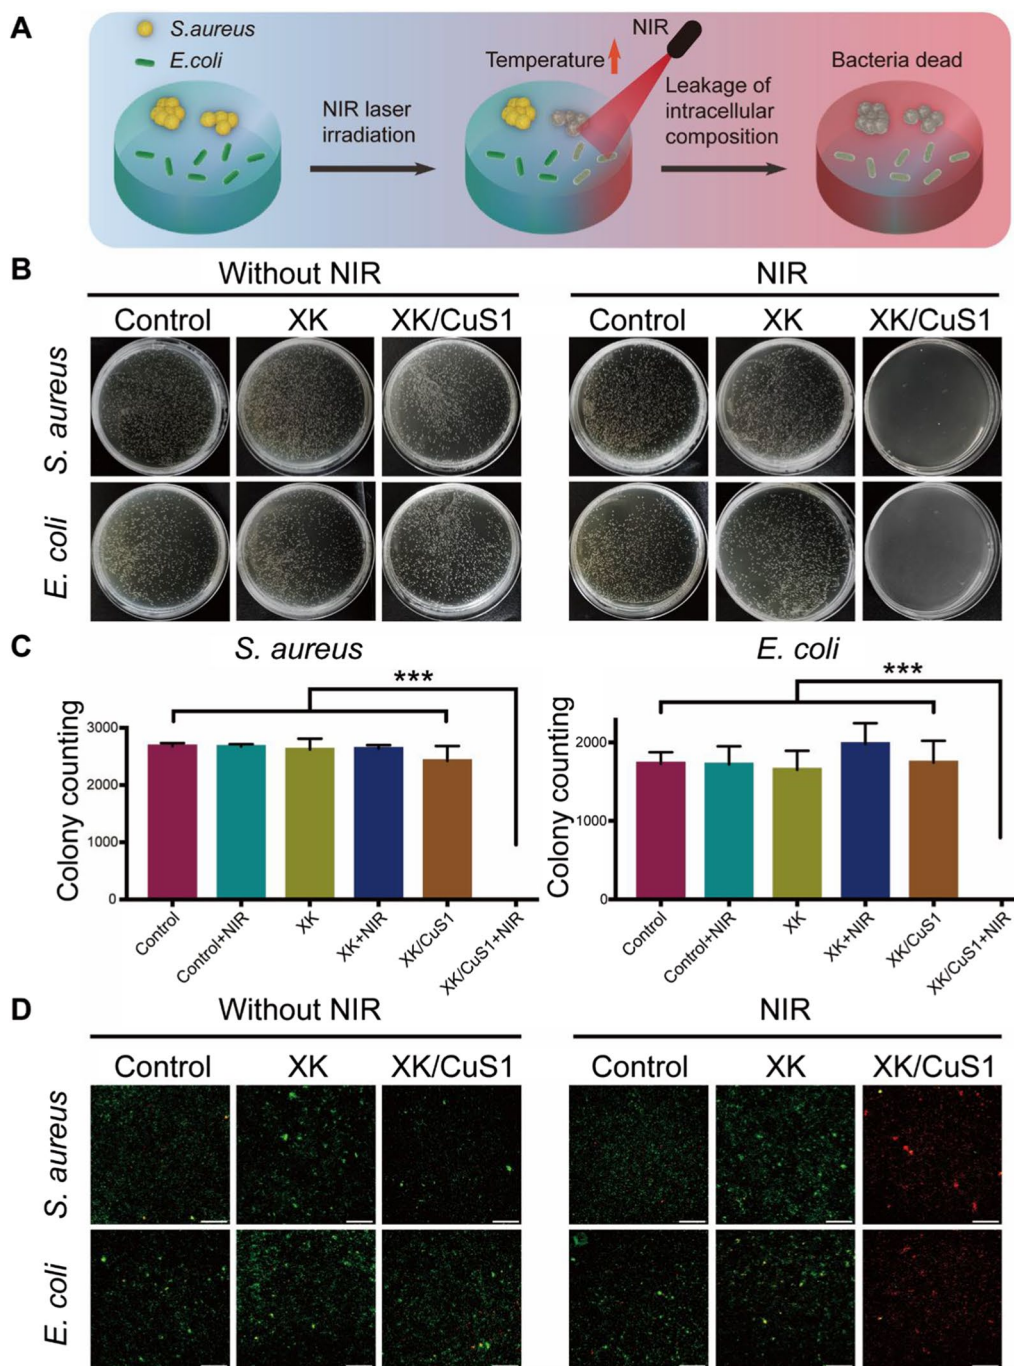 A
S.aureus
E.coli
NIR laser
irradiation
Temperature
NIR
Leakage of
intracellular
composition
Bacteria dead
B
Without NIR
NIR
Control XK XK/CuS1
Control XK XK/CuS1
S. aureus
E. coli
C
S. aureus
***
Colony counting
3000
2000
1000
0
Control Control+NIR XK XK+NIR XK/CuS1 XK/CuS1+NIR
E. coli
***
Colony counting
2000
1000
0
Control Control+NIR XK XK+NIR XK/CuS1 XK/CuS1+NIR
D
Without NIR
NIR
Control XK XK/CuS1
Control XK XK/CuS1
S. aureus
E. coli